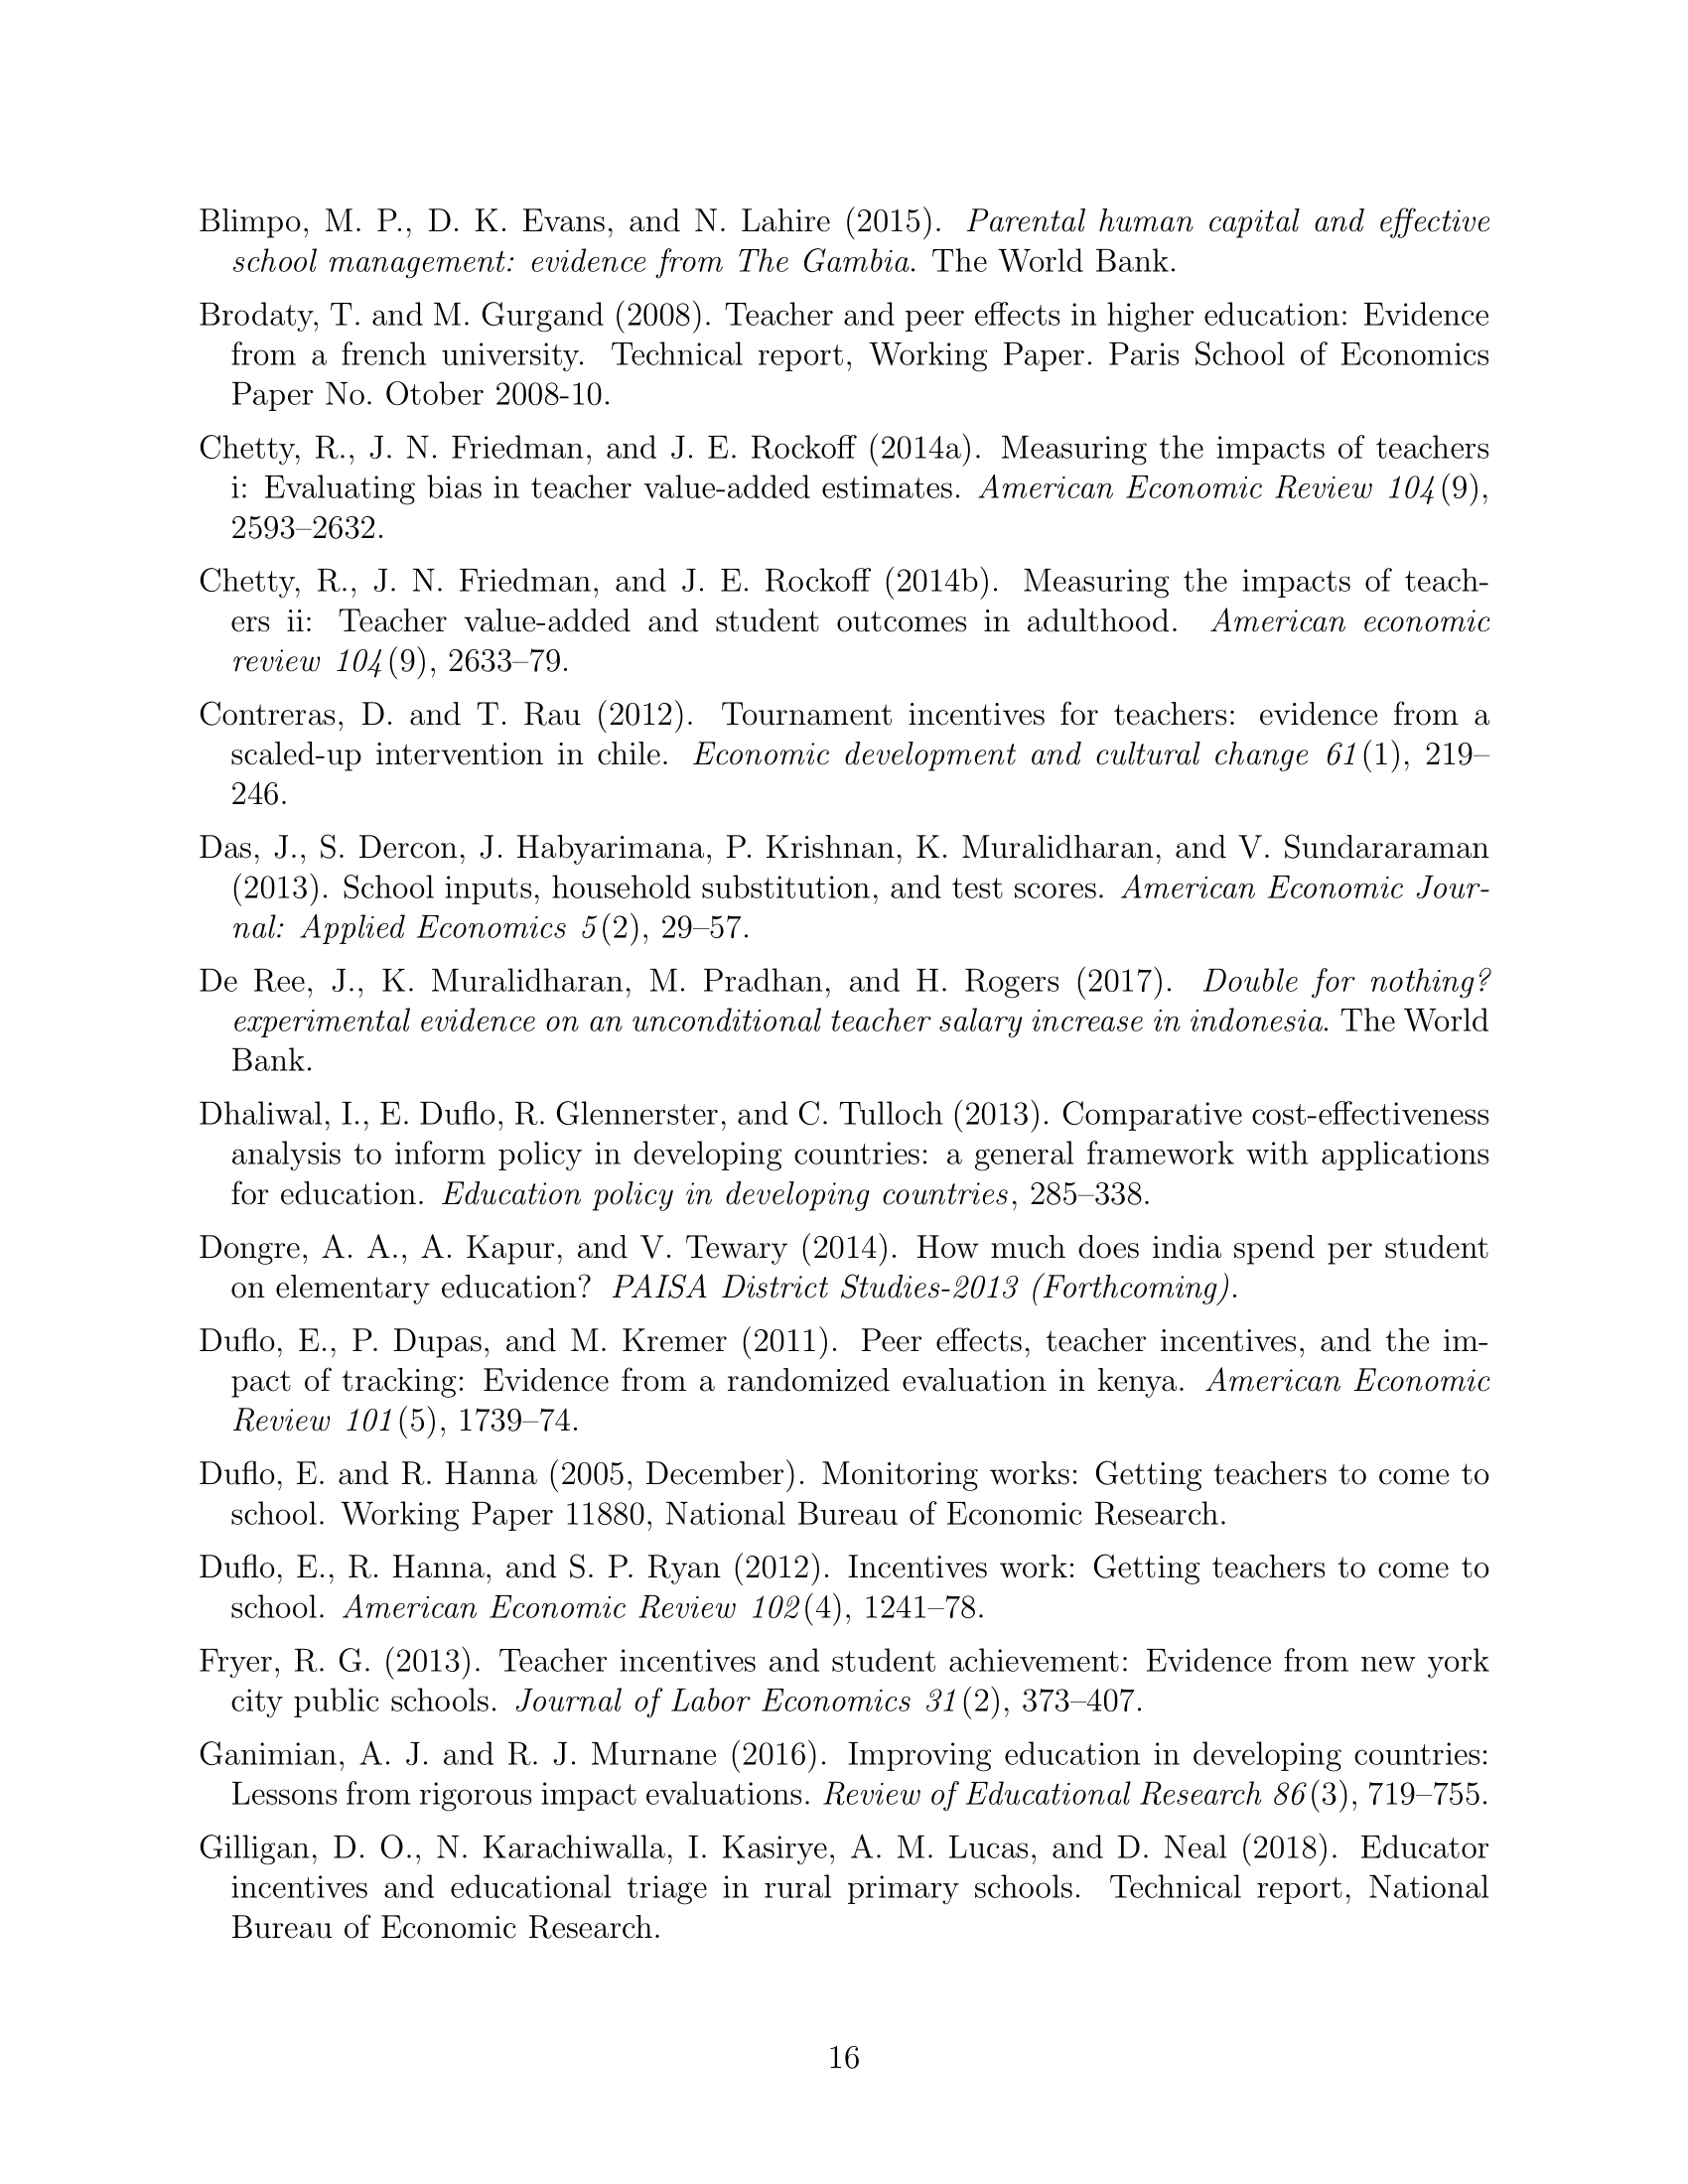 Blimpo, M. P., D. K. Evans, and N. Lahire (2015). Parental human capital and effective
school management: evidence from The Gambia. The World Bank.
Brodaty, T. and M. Gurgand (2008). Teacher and peer effects in higher education: Evidence
from a french university. Technical report, Working Paper. Paris School of Economics
Paper No. Otober 2008-10.
Chetty, R., J. N. Friedman, and J. E. Rockoff (2014a). Measuring the impacts of teachers
i: Evaluating bias in teacher value-added estimates. American Economic Review 104(9),
2593–2632.
Chetty, R., J. N. Friedman, and J. E. Rockoff (2014b). Measuring the impacts of teach-
ers ii: Teacher value-added and student outcomes in adulthood. American economic
review 104(9), 2633–79.
Contreras, D. and T. Rau (2012). Tournament incentives for teachers: evidence from a
scaled-up intervention in chile. Economic development and cultural change 61(1), 219–
246.
Das, J., S. Dercon, J. Habyarimana, P. Krishnan, K. Muralidharan, and V. Sundararaman
(2013). School inputs, household substitution, and test scores. American Economic Jour-
nal: Applied Economics 5(2), 29–57.
De Ree, J., K. Muralidharan, M. Pradhan, and H. Rogers (2017). Double for nothing?
experimental evidence on an unconditional teacher salary increase in indonesia. The World
Bank.
Dhaliwal, I., E. Duflo, R. Glennerster, and C. Tulloch (2013). Comparative cost-effectiveness
analysis to inform policy in developing countries: a general framework with applications
for education. Education policy in developing countries, 285–338.
Dongre, A. A., A. Kapur, and V. Tewary (2014). How much does india spend per student
on elementary education? PAISA District Studies-2013 (Forthcoming).
Duflo, E., P. Dupas, and M. Kremer (2011). Peer effects, teacher incentives, and the im-
pact of tracking: Evidence from a randomized evaluation in kenya. American Economic
Review 101(5), 1739–74.
Duflo, E. and R. Hanna (2005, December). Monitoring works: Getting teachers to come to
school. Working Paper 11880, National Bureau of Economic Research.
Duflo, E., R. Hanna, and S. P. Ryan (2012). Incentives work: Getting teachers to come to
school. American Economic Review 102(4), 1241–78.
Fryer, R. G. (2013). Teacher incentives and student achievement: Evidence from new york
city public schools. Journal of Labor Economics 31(2), 373–407.
Ganimian, A. J. and R. J. Murnane (2016). Improving education in developing countries:
Lessons from rigorous impact evaluations. Review of Educational Research 86(3), 719–755.
Gilligan, D. O., N. Karachiwalla, I. Kasirye, A. M. Lucas, and D. Neal (2018). Educator
incentives and educational triage in rural primary schools. Technical report, National
Bureau of Economic Research.
16